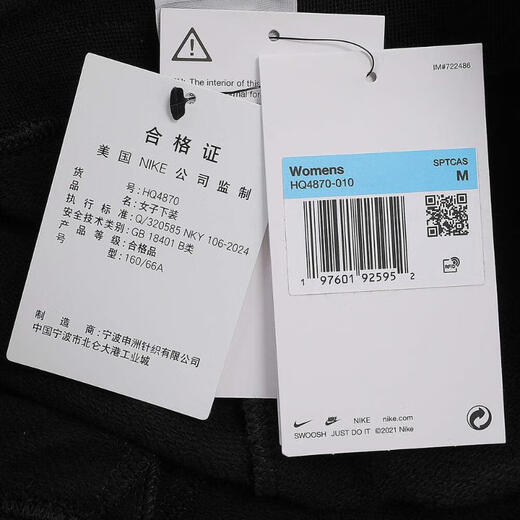 合格证
美国 NIKE 公司监制
货号:HQ4870
品名:女子下装
执行标准:Q/320585 NKY 106-2024
安全技术类别:GB 18401 B类
产品等级:合格品
号型:160/66A
制造商:宁波申洲针织有限公司
中国宁波市北仑大港工业城
The interior of this
IM#722486
Womens
HQ4870-010
SPTCAS
M
1 97601 92595 2
RFID
NIKE nike.com
SWOOSH JUST DO IT ©2021 Nike